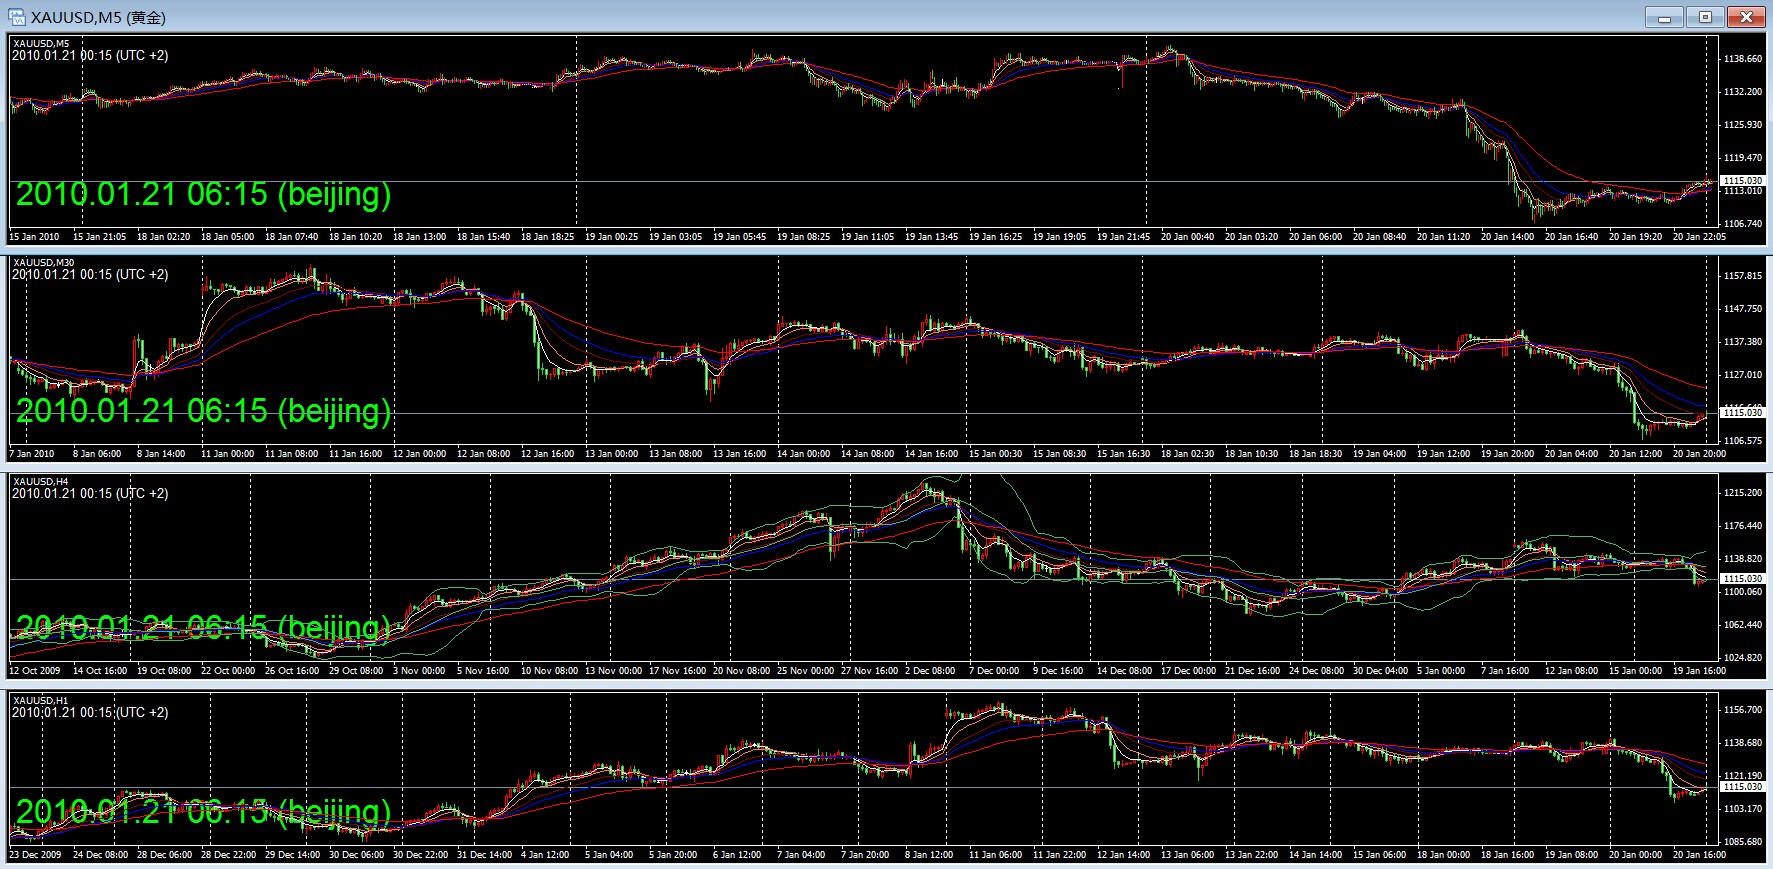 XAUUSD,M5 (黄金)
XAUUSD,M5
2010.01.21 00:15 (UTC +2)
2010.01.21 06:15 (beijing)
1138.660
1132.200
1125.930
1119.470
1115.030
1113.010
1106.740
15 Jan 2010 15 Jan 21:05 18 Jan 02:20 18 Jan 05:00 18 Jan 07:40 18 Jan 10:20 18 Jan 13:00 18 Jan 15:45 18 Jan 18:25 19 Jan 00:25 19 Jan 03:05 19 Jan 05:45 19 Jan 08:25 19 Jan 11:05 19 Jan 13:45 19 Jan 16:25 19 Jan 19:05 19 Jan 21:45 20 Jan 00:40 20 Jan 03:20 20 Jan 06:00 20 Jan 08:40 20 Jan 11:20 20 Jan 14:00 20 Jan 16:40 20 Jan 19:20 20 Jan 22:05
XAUUSD,M30
2010.01.21 00:15 (UTC +2)
2010.01.21 06:15 (beijing)
1157.815
1147.750
1137.380
1127.010
1115.030
1106.575
7 Jan 2010 8 Jan 06:00 8 Jan 14:00 11 Jan 00:00 11 Jan 08:00 11 Jan 16:00 12 Jan 00:00 12 Jan 08:00 12 Jan 16:00 13 Jan 00:00 13 Jan 08:00 13 Jan 16:00 14 Jan 00:00 14 Jan 08:00 14 Jan 16:00 15 Jan 00:30 15 Jan 08:30 15 Jan 16:30 18 Jan 02:30 18 Jan 10:30 18 Jan 18:30 19 Jan 04:00 19 Jan 12:00 19 Jan 20:00 20 Jan 04:00 20 Jan 12:00 20 Jan 20:00
XAUUSD,H4
2010.01.21 00:15 (UTC +2)
2010.01.21 06:15 (beijing)
1215.200
1176.440
1138.820
1115.030
1100.060
1062.440
1024.820
12 Oct 2009 14 Oct 16:00 19 Oct 08:00 22 Oct 00:00 26 Oct 16:00 29 Oct 08:00 3 Nov 00:00 5 Nov 16:00 10 Nov 08:00 13 Nov 00:00 17 Nov 16:00 20 Nov 08:00 25 Nov 00:00 27 Nov 16:00 2 Dec 08:00 7 Dec 00:00 9 Dec 16:00 14 Dec 08:00 17 Dec 00:00 21 Dec 16:00 24 Dec 08:00 30 Dec 04:00 5 Jan 00:00 7 Jan 16:00 12 Jan 08:00 15 Jan 00:00 19 Jan 16:00
XAUUSD,H1
2010.01.21 00:15 (UTC +2)
2010.01.21 06:15 (beijing)
1156.700
1138.680
1121.190
1115.030
1103.170
1085.680
23 Dec 2009 24 Dec 08:00 28 Dec 06:00 28 Dec 22:00 29 Dec 14:00 30 Dec 06:00 30 Dec 22:00 31 Dec 14:00 4 Jan 12:00 5 Jan 04:00 5 Jan 20:00 6 Jan 12:00 7 Jan 04:00 7 Jan 20:00 8 Jan 12:00 11 Jan 06:00 11 Jan 22:00 12 Jan 14:00 13 Jan 06:00 13 Jan 22:00 14 Jan 14:00 15 Jan 06:00 18 Jan 00:00 18 Jan 16:00 19 Jan 08:00 20 Jan 00:00 20 Jan 16:00